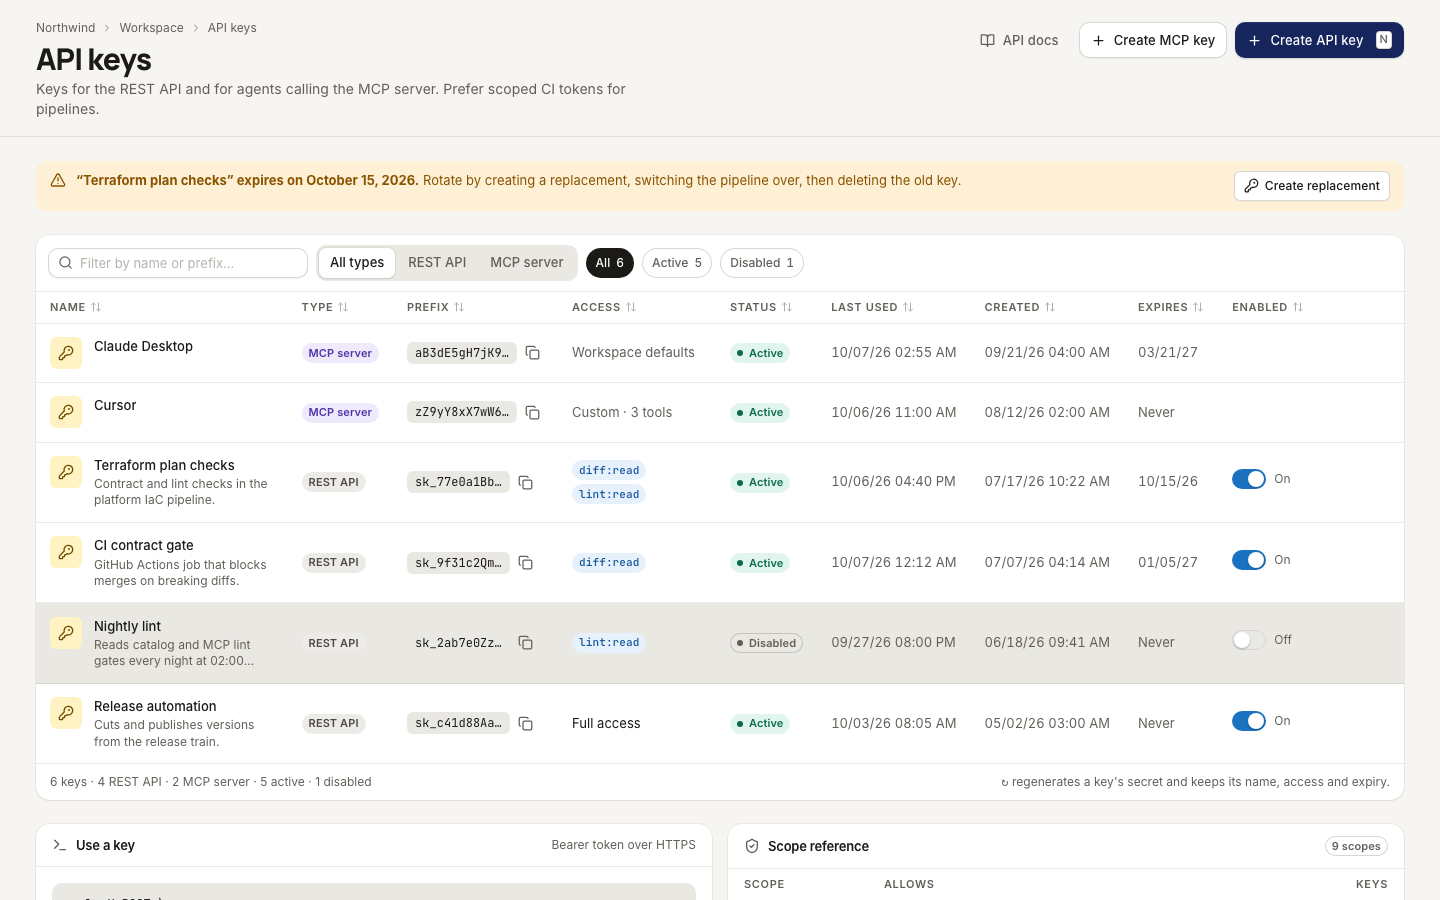 Northwind > Workspace > API keys
API keys
Keys for the REST API and for agents calling the MCP server. Prefer scoped CI tokens for
pipelines.
API docs
Create MCP key
Create API key N
“Terraform plan checks” expires on October 15, 2026. Rotate by creating a replacement, switching the pipeline over, then deleting the old key.
Create replacement
Filter by name or prefix…
All types REST API MCP server
All 6 Active 5 Disabled 1
NAME TYPE PREFIX ACCESS STATUS LAST USED CREATED EXPIRES ENABLED
Claude Desktop MCP server aB3dE5gH7jK9… Workspace defaults Active 10/07/26 02:55 AM 09/21/26 04:00 AM 03/21/27
Cursor MCP server zZ9yY8xX7wW6… Custom · 3 tools Active 10/06/26 11:00 AM 08/12/26 02:00 AM Never
Terraform plan checks
Contract and lint checks in the
platform IaC pipeline.
REST API sk_77e0a1Bb…
diff:read
lint:read
Active 10/06/26 04:40 PM 07/17/26 10:22 AM 10/15/26 On
CI contract gate
GitHub Actions job that blocks
merges on breaking diffs.
REST API sk_9f31c2Qm… diff:read Active 10/07/26 12:12 AM 07/07/26 04:14 AM 01/05/27 On
Nightly lint
Reads catalog and MCP lint
gates every night at 02:00…
REST API sk_2ab7e0Zz… lint:read Disabled 09/27/26 08:00 PM 06/18/26 09:41 AM Never Off
Release automation
Cuts and publishes versions
from the release train.
REST API sk_c41d88Aa… Full access Active 10/03/26 08:05 AM 05/02/26 03:00 AM Never On
6 keys · 4 REST API · 2 MCP server · 5 active · 1 disabled
↻ regenerates a key's secret and keeps its name, access and expiry.
Use a key
Bearer token over HTTPS
Scope reference
9 scopes
SCOPE ALLOWS KEYS